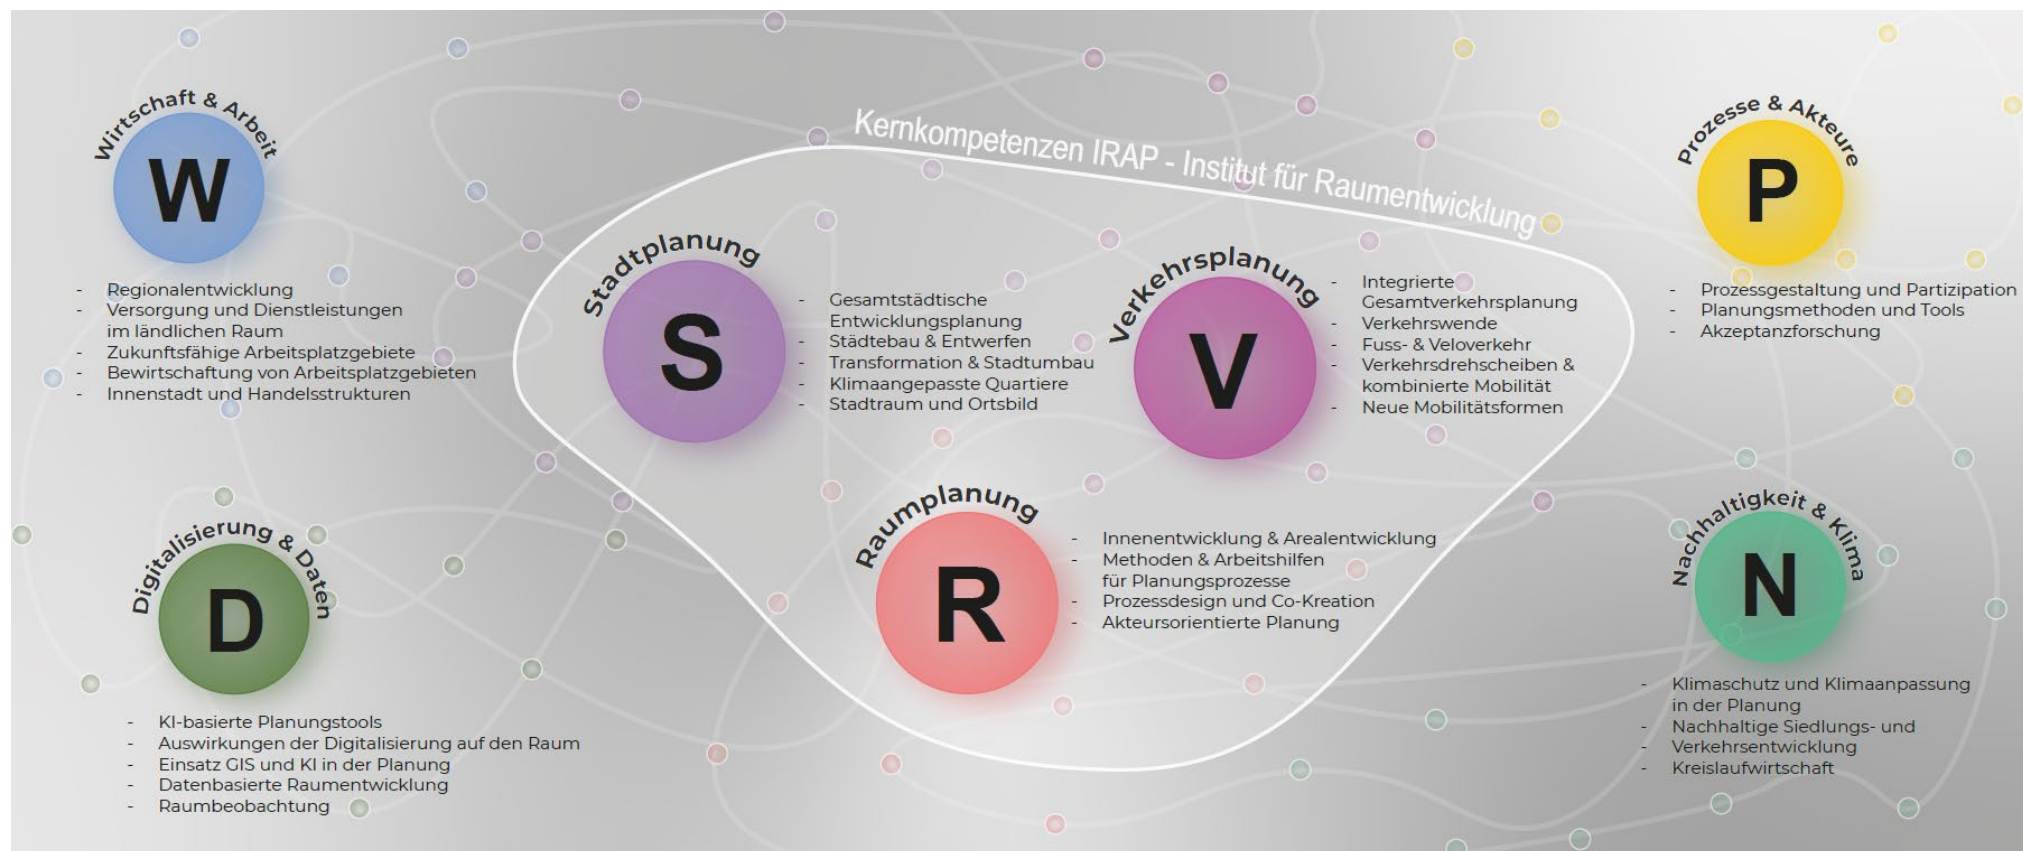 Kernkompetenzen IRAP - Institut für Raumentwicklung
Wirtschaft & Arbeit
W
- Regionalentwicklung
- Versorgung und Dienstleistungen
im ländlichen Raum
- Zukunftsfähige Arbeitsplatzgebiete
- Bewirtschaftung von Arbeitsplatzgebieten
- Innenstadt und Handelsstrukturen
Stadtplanung
S
- Gesamtstädtische
Entwicklungsplanung
- Städtebau & Entwerfen
- Transformation & Stadtumbau
- Klimaangepasste Quartiere
- Stadtraum und Ortsbild
Verkehrsplanung
V
- Integrierte
Gesamtverkehrsplanung
- Verkehrswende
- Fuss- & Veloverkehr
- Verkehrsdrehscheiben &
kombinierte Mobilität
- Neue Mobilitätsformen
Prozesse & Akteure
P
- Prozessgestaltung und Partizipation
- Planungsmethoden und Tools
- Akzeptanzforschung
Digitalisierung & Daten
D
- KI-basierte Planungstools
- Auswirkungen der Digitalisierung auf den Raum
- Einsatz GIS und KI in der Planung
- Datenbasierte Raumentwicklung
- Raumbeobachtung
Raumplanung
R
- Innenentwicklung & Arealentwicklung
- Methoden & Arbeitshilfen
für Planungsprozesse
- Prozessdesign und Co-Kreation
- Akteursorientierte Planung
Nachhaltigkeit & Klima
N
- Klimaschutz und Klimaanpassung
in der Planung
- Nachhaltige Siedlungs- und
- Verkehrsentwicklung
- Kreislaufwirtschaft